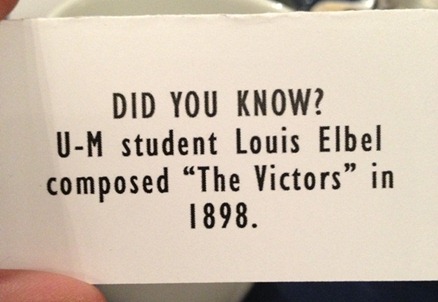 DID YOU KNOW?
U-M student Louis Elbel
composed “The Victors” in
1898.